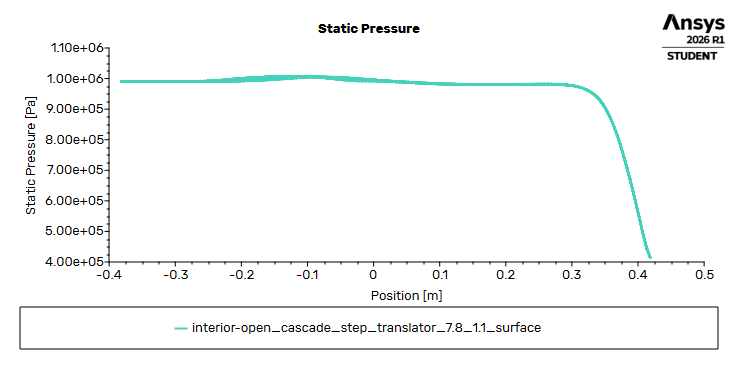 Static Pressure
Ansys
2026 R1
STUDENT
1.10e+06
1.00e+06
9.00e+05
8.00e+05
7.00e+05
6.00e+05
5.00e+05
4.00e+05
Static Pressure [Pa]
-0.4 -0.3 -0.2 -0.1 0 0.1 0.2 0.3 0.4 0.5
Position [m]
interior-open_cascade_step_translator_7.8_1.1_surface